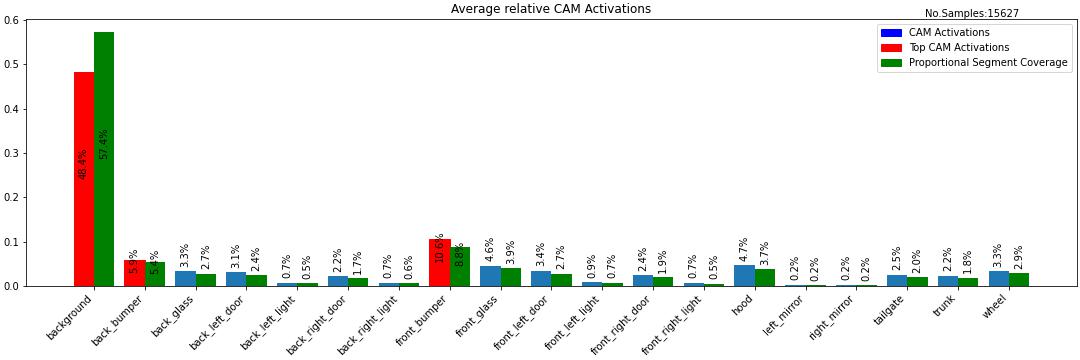 Average relative CAM Activations
No.Samples:15627
CAM Activations
Top CAM Activations
Proportional Segment Coverage
0.6
0.5
0.4
0.3
0.2
0.1
0.0
48.4% 57.4% 5.9% 5.4% 3.3% 2.7% 3.1% 2.4% 0.7% 0.5% 2.2% 1.7% 0.7% 0.6% 10.6% 8.8% 4.6% 3.9% 3.4% 2.7% 0.9% 0.7% 2.4% 1.9% 0.7% 0.5% 4.7% 3.7% 0.2% 0.2% 0.2% 0.2% 2.5% 2.0% 2.2% 1.8% 3.3% 2.9%
background
back_bumper
back_glass
back_left_door
back_left_light
back_right_door
back_right_light
front_bumper
front_glass
front_left_door
front_left_light
front_right_door
front_right_light
hood
left_mirror
right_mirror
tailgate
trunk
wheel